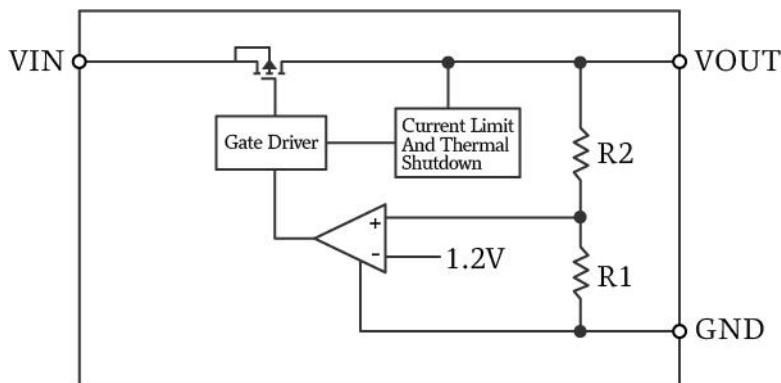 VIN
VOUT
Gate Driver
Current Limit
And Thermal
Shutdown
R2
+
-
1.2V
R1
GND